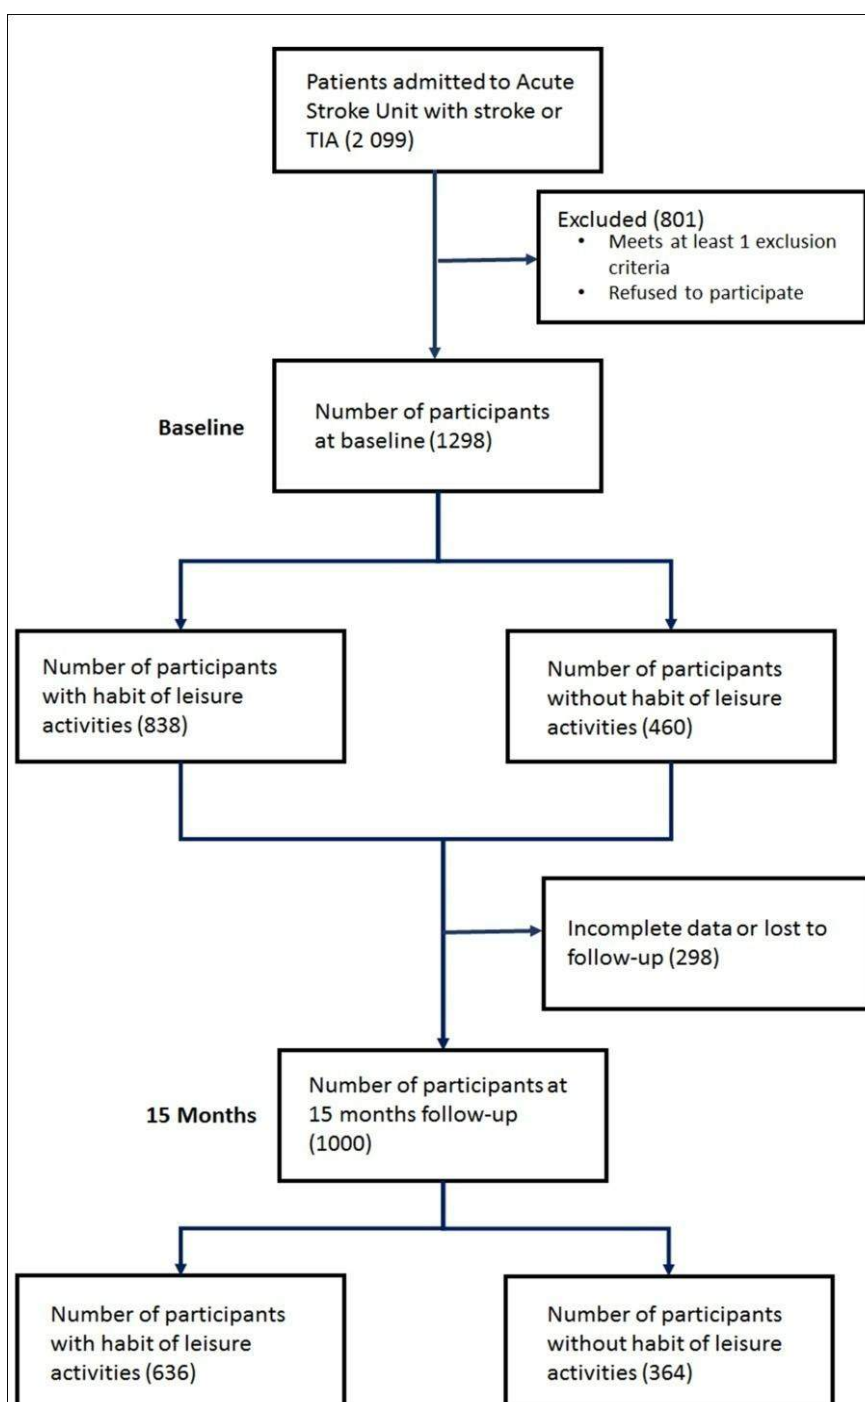 Patients admitted to Acute
Stroke Unit with stroke or
TIA (2 099)
Excluded (801)
• Meets at least 1 exclusion
criteria
• Refused to participate
Baseline
Number of participants
at baseline (1298)
Number of participants
with habit of leisure
activities (838)
Number of participants
without habit of leisure
activities (460)
Incomplete data or lost to
follow-up (298)
15 Months
Number of participants at
15 months follow-up
(1000)
Number of participants
with habit of leisure
activities (636)
Number of participants
without habit of leisure
activities (364)